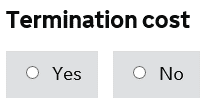 Termination cost
Yes No